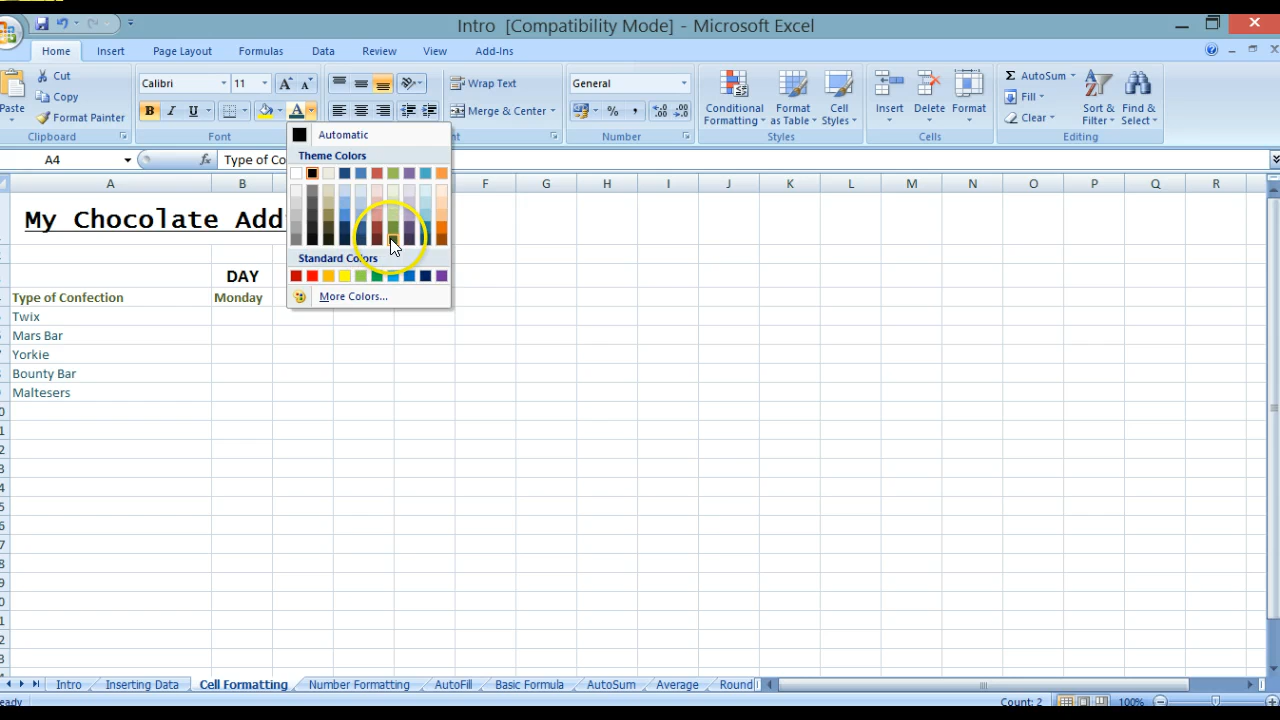 Intro [Compatibility Mode] - Microsoft Excel
Home Insert Page Layout Formulas Data Review View Add-Ins
Cut
Copy
Format Painter
Paste
Clipboard
Calibri 11
B I U A
Font
Wrap Text
Merge & Center
General
%
Number
Conditional Formatting
Format as Table
Cell Styles
Styles
Insert Delete Format
Cells
AutoSum
Fill
Clear
Sort & Filter
Find & Select
Editing
A4 fx Type of Co
Automatic
Theme Colors
Standard Colors
More Colors...
A B F G H I J K L M N O P Q R
My Chocolate Add
DAY
Type of Confection Monday
Twix
Mars Bar
Yorkie
Bounty Bar
Maltesers
Intro Inserting Data Cell Formatting Number Formatting AutoFill Basic Formula AutoSum Average Round
eady Count: 2 100%